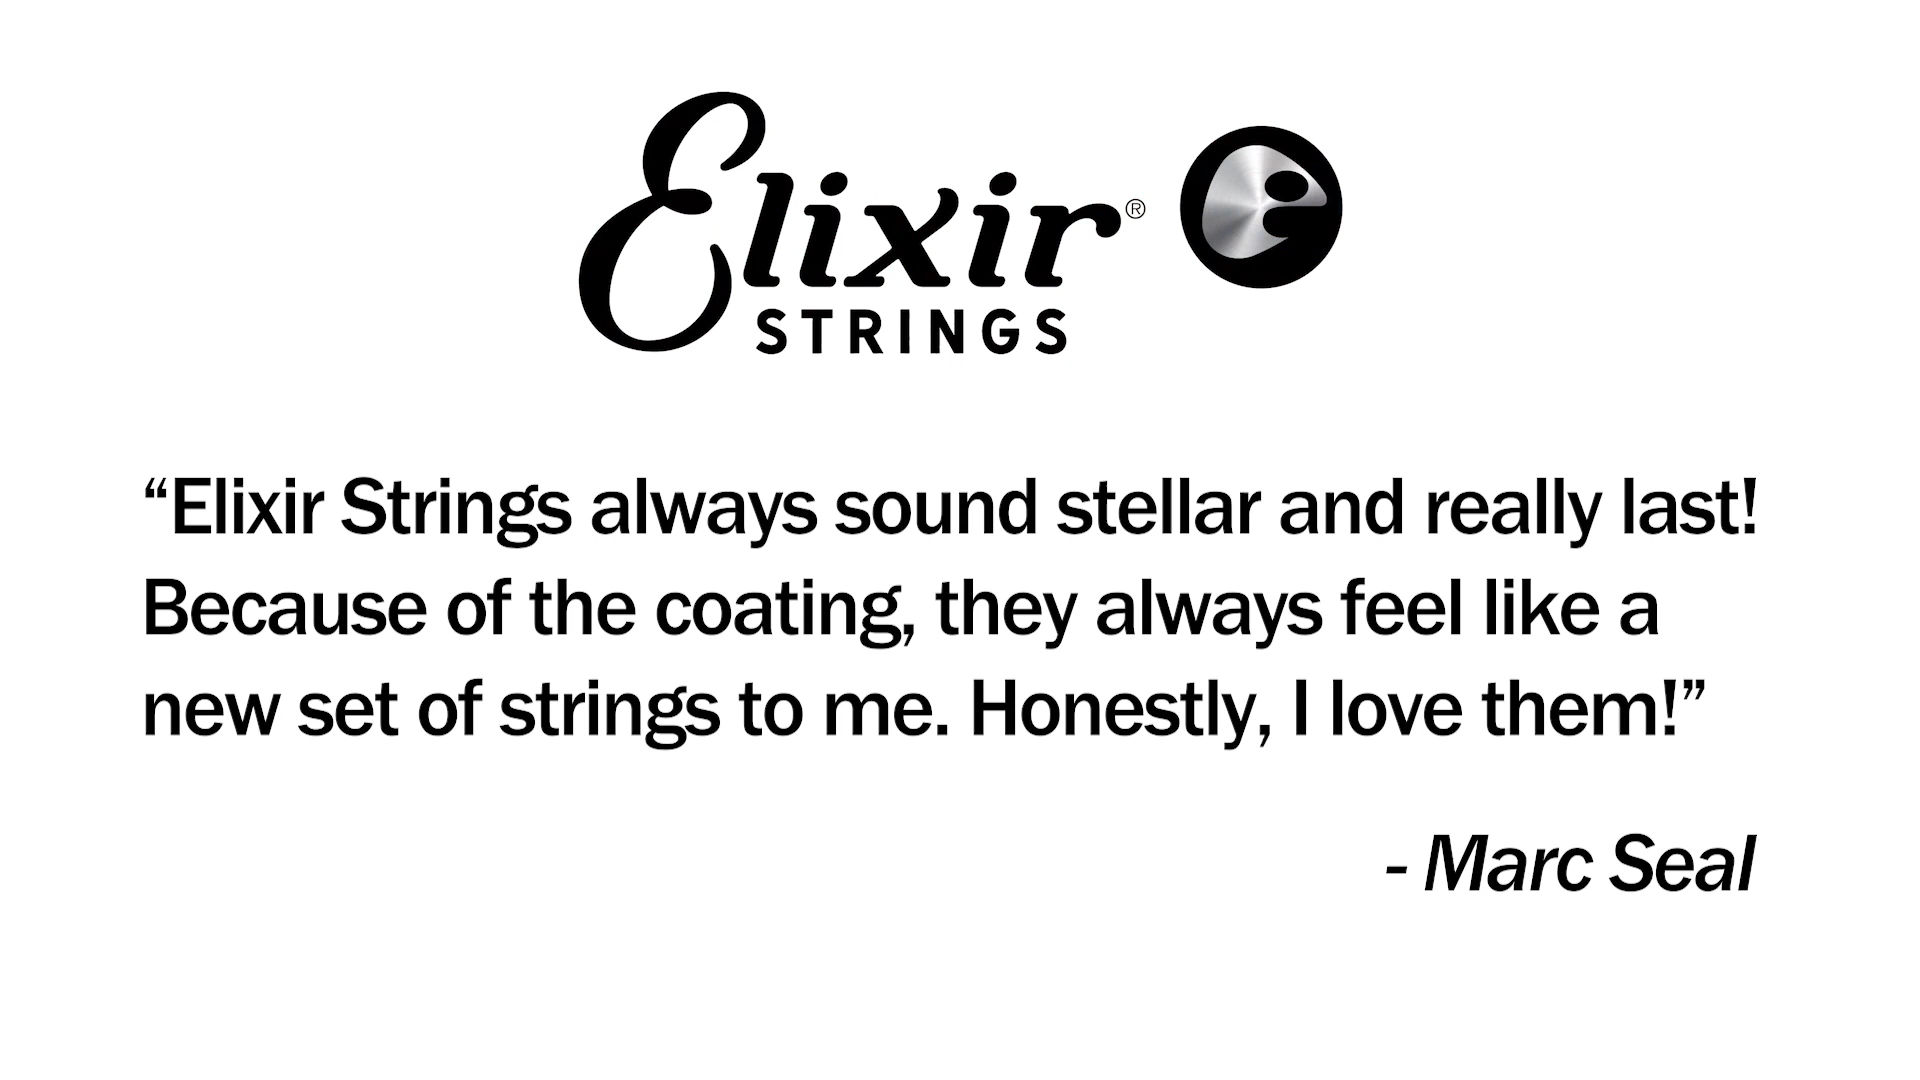 Elixir®
STRINGS
“Elixir Strings always sound stellar and really last!
Because of the coating, they always feel like a
new set of strings to me. Honestly, I love them!”
- Marc Seal